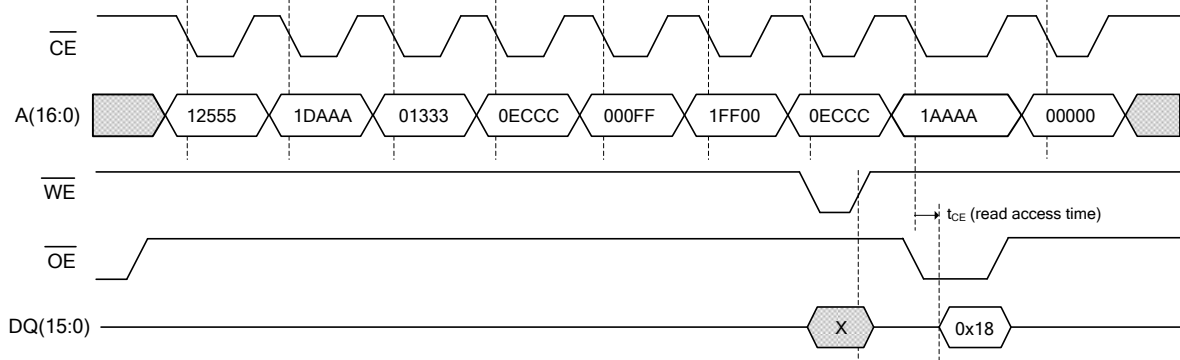 CE
A(16:0) 12555 1DAAA 01333 0ECCC 000FF 1FF00 0ECCC 1AAAA 00000
WE
tCE (read access time)
OE
DQ(15:0) X 0x18